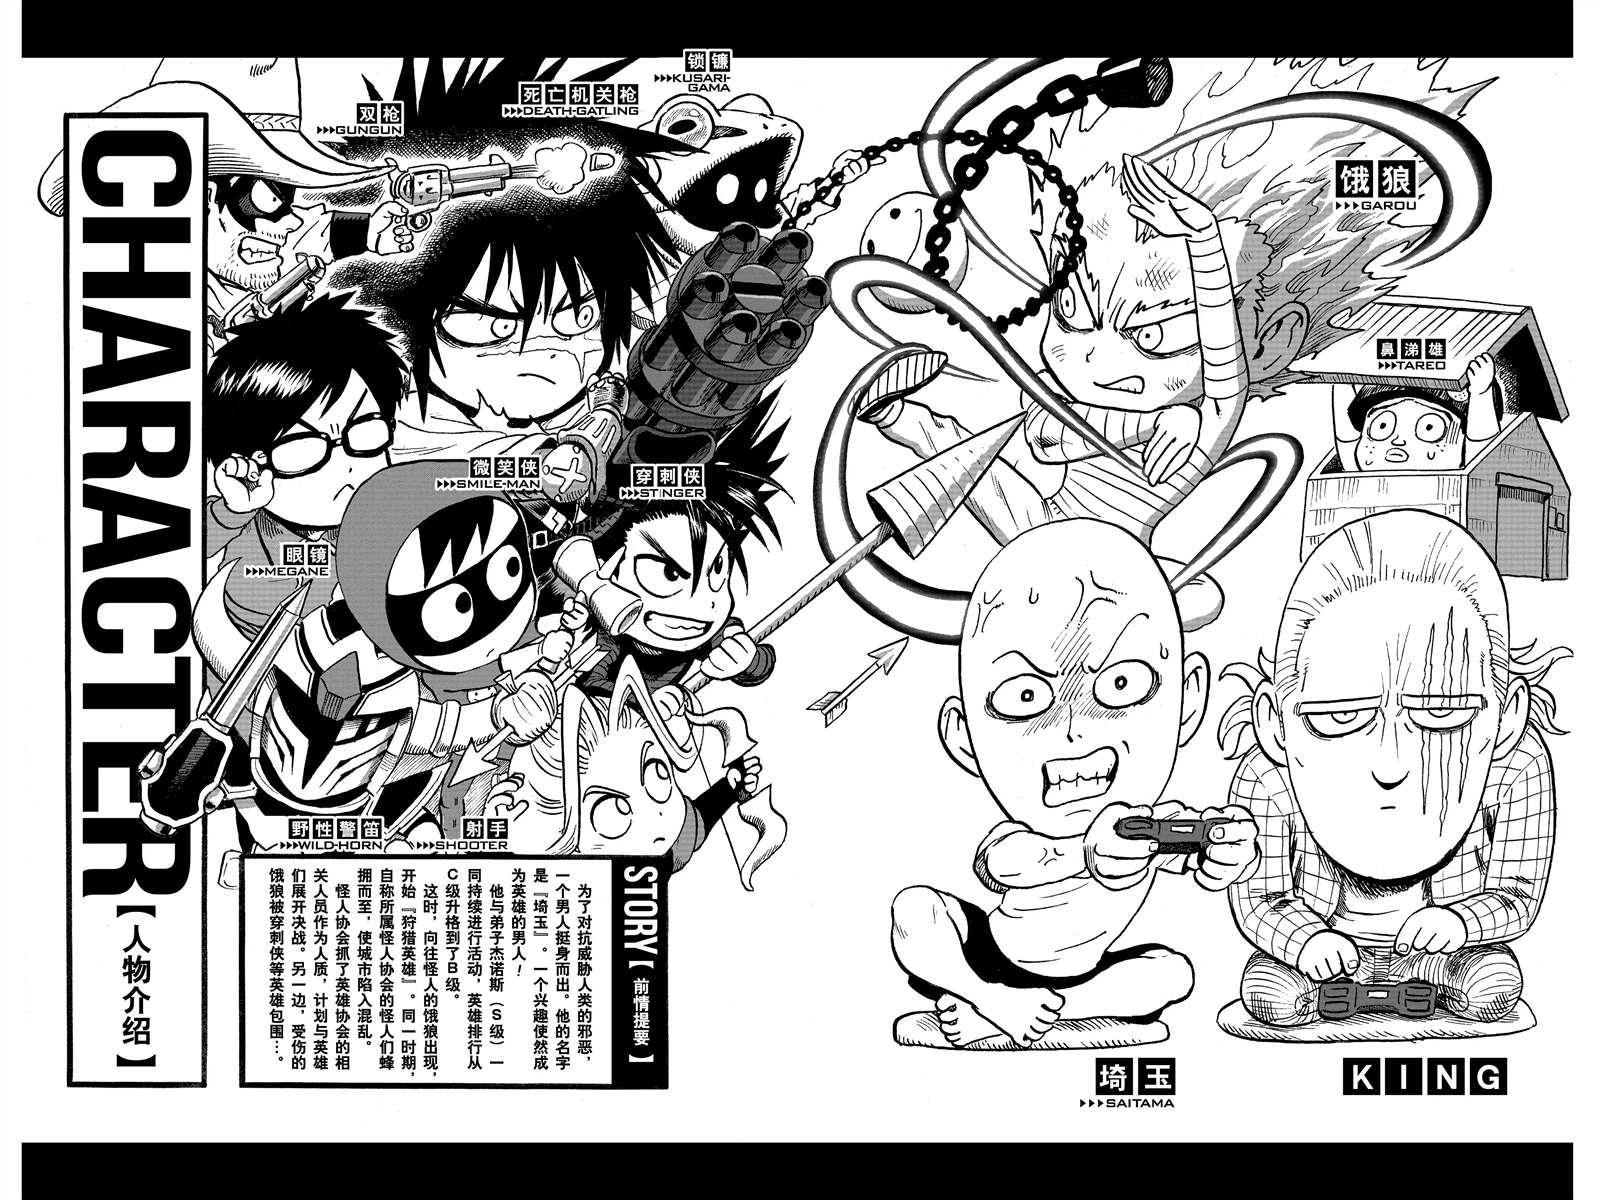 CHARACTER
【人物介绍】
双枪
GUNGUN
死亡机关枪
DEATH-GATLING
锁镰
KUSARI-
GAMA
饿狼
GAROU
鼻涕雄
TAREO
微笑侠
SMILE-MAN
穿刺侠
STINGER
眼镜
MEGANE
野性警笛
WILD-HORN
射手
SHOOTER
STORY【前情提要】
为了对抗威胁人类的邪恶，
一个男人挺身而出。他的名字
是『埼玉』。一个兴趣使然成
为英雄的男人！
他与弟子杰诺斯（S级）一
同持续进行活动，英雄排行从
C级升格到了B级。
这时，向往怪人的饿狼出现，
开始『狩猎英雄』。同一时期，
自称所属怪人协会的怪人们蜂
拥而至，使城市陷入混乱。
怪人协会抓了英雄协会的相
关人员作为人质，计划与英雄
们展开决战。另一边，受伤的
饿狼被穿刺侠等英雄包围…。
埼玉
SAITAMA
KING